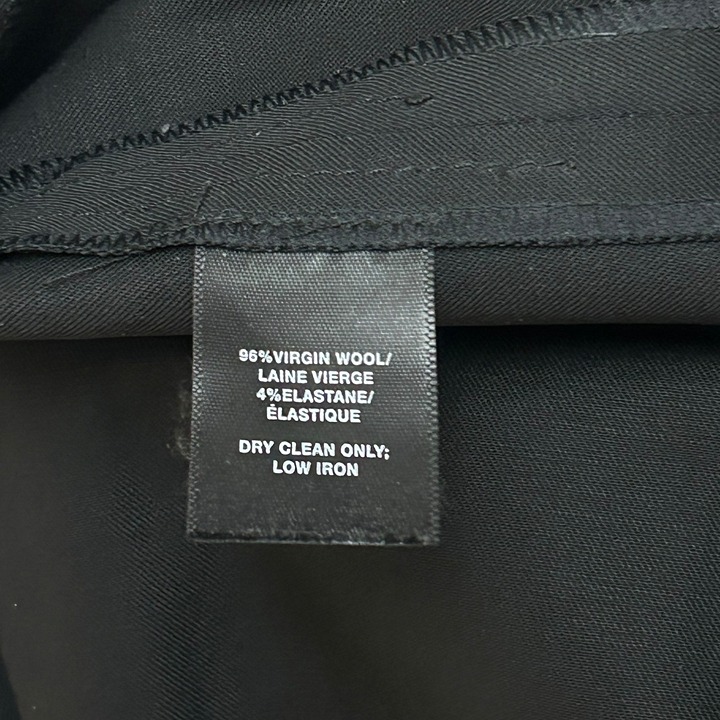 96%VIRGIN WOOL/
LAINE VIERGE
4%ELASTANE/
ÉLASTIQUE
DRY CLEAN ONLY;
LOW IRON